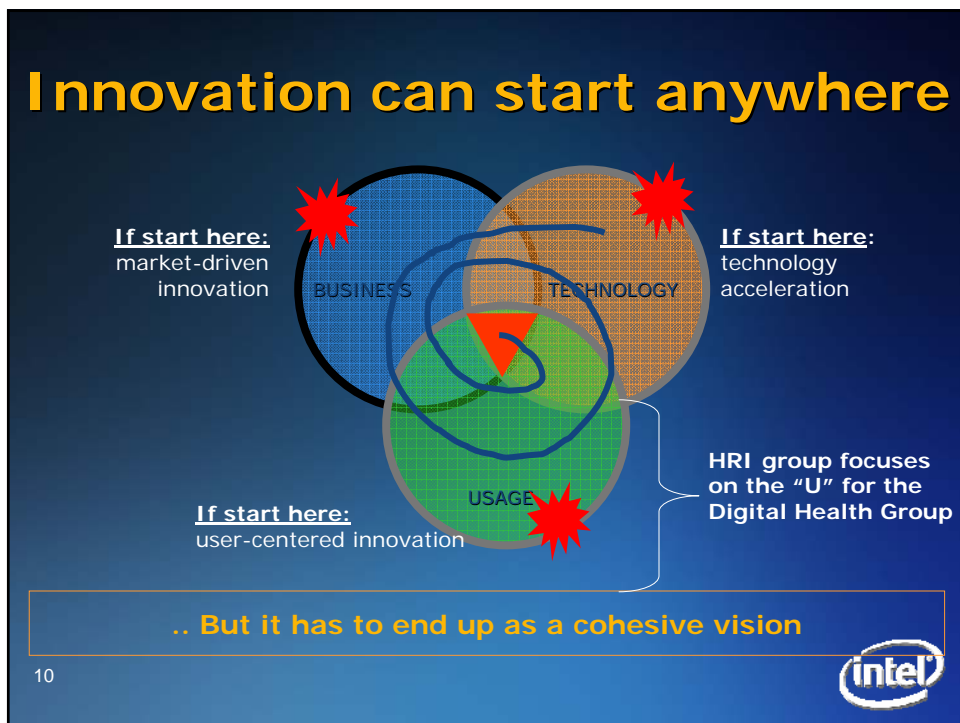 Innovation can start anywhere
If start here:
market-driven
innovation
BUSINESS
TECHNOLOGY
If start here:
technology
acceleration
USAGE
If start here:
user-centered innovation
HRI group focuses
on the “U” for the
Digital Health Group
.. But it has to end up as a cohesive vision
10
intel®